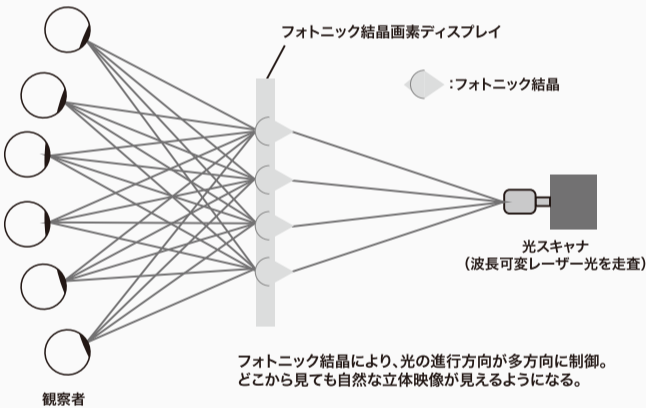 フォトニック結晶画素ディスプレイ
:フォトニック結晶
光スキャナ
(波長可変レーザー光を走査)
フォトニック結晶により、光の進行方向が多方向に制御。
どこから見ても自然な立体映像が見えるようになる。
観察者